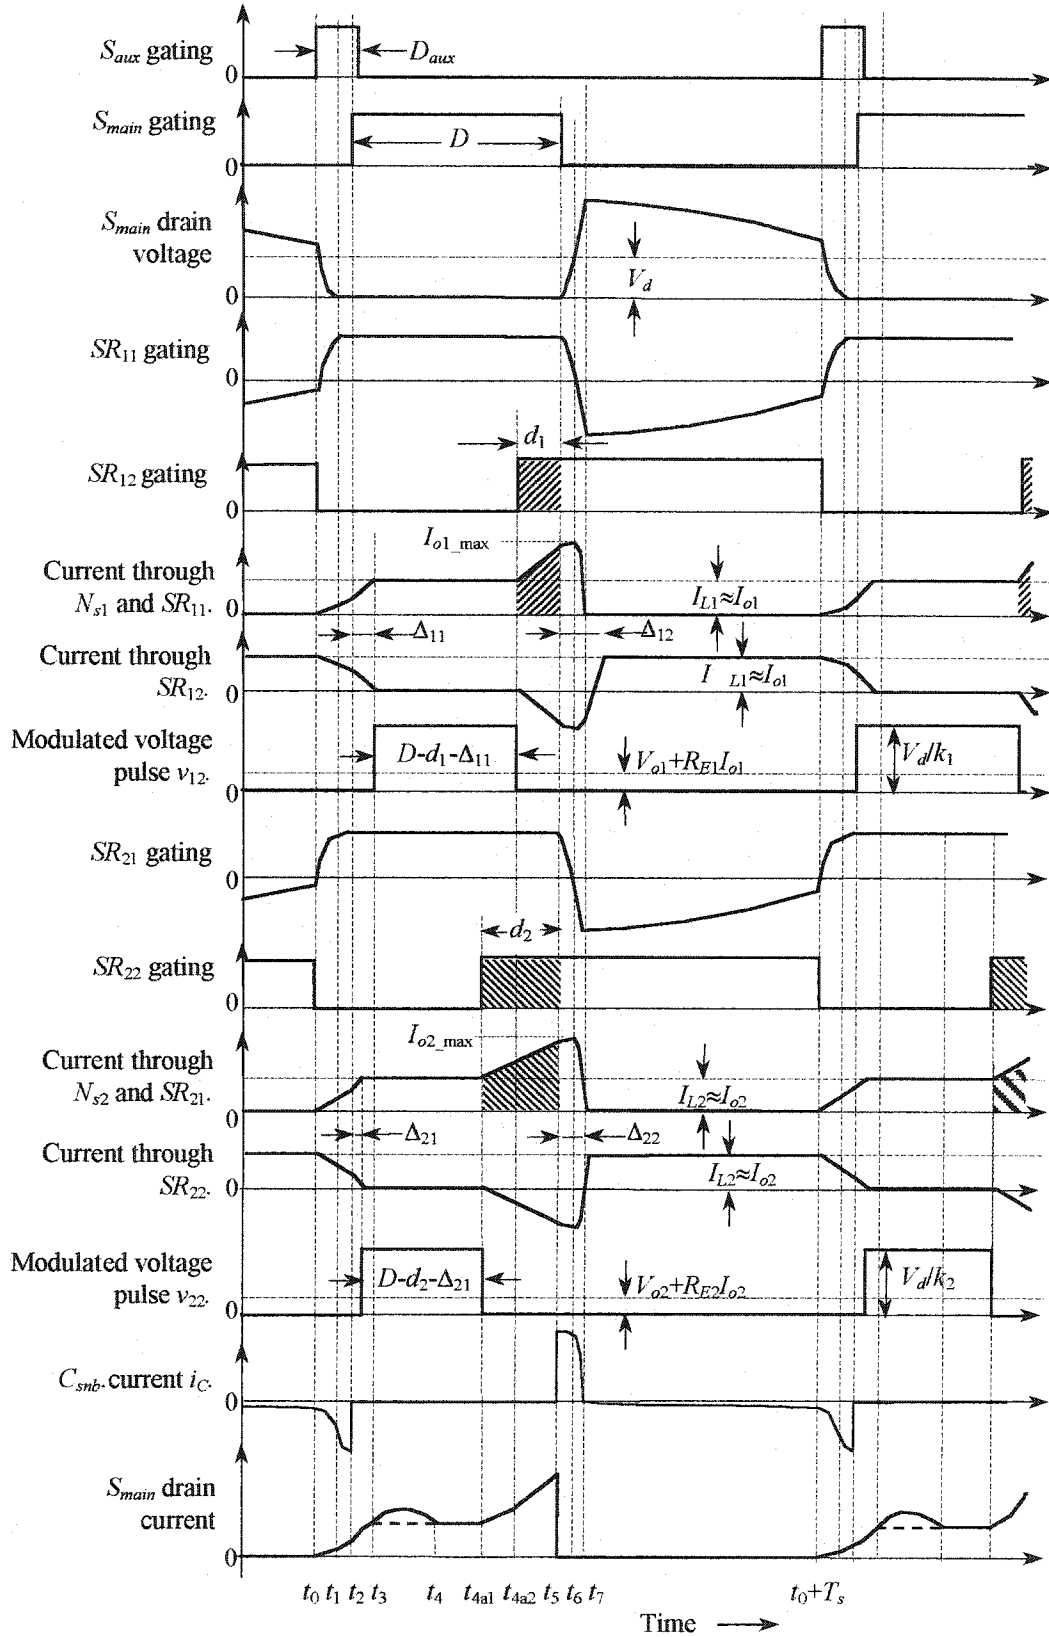 S_aux gating
D_aux
0
S_main gating
D
0
S_main drain
voltage
V_d
0
SR_11 gating
0
d_1
SR_12 gating
0
I_o1_max
Current through
N_s1 and SR_11.
I_L1≈I_o1
0
Δ_11
Δ_12
Current through
SR_12.
I_L1≈I_o1
0
Modulated voltage
pulse v_12.
D-d_1-Δ_11
V_o1+R_E1I_o1
V_d/k_1
0
SR_21 gating
0
d_2
SR_22 gating
0
I_o2_max
Current through
N_s2 and SR_21.
I_L2≈I_o2
0
Δ_21
Δ_22
Current through
SR_22.
I_L2≈I_o2
0
Modulated voltage
pulse v_22.
D-d_2-Δ_21
V_o2+R_E2I_o2
V_d/k_2
0
C_snb. current i_C.
0
S_main drain
current
0
t_0 t_1 t_2 t_3 t_4 t_4a1 t_4a2 t_5 t_6 t_7 t_0+T_s
Time